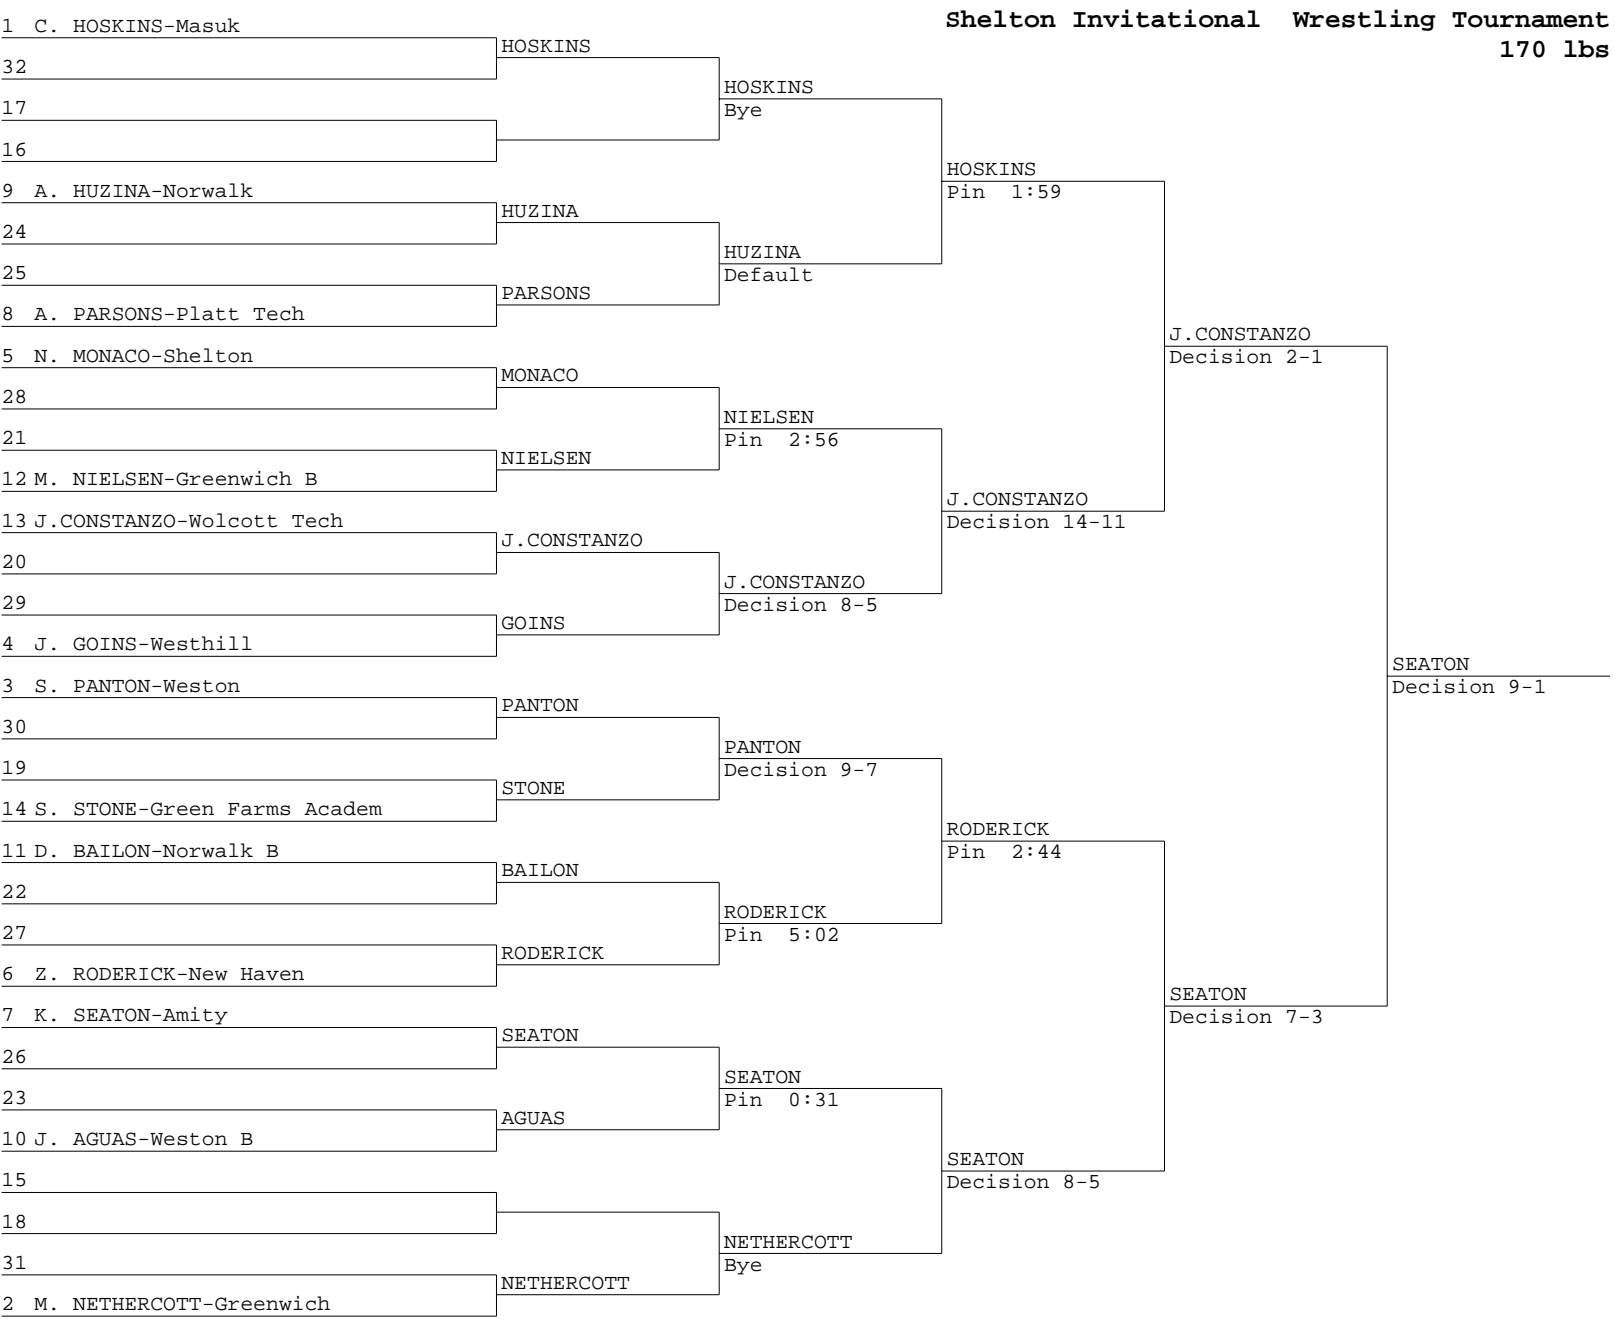 Shelton Invitational  Wrestling Tournament
170 lbs
1 C. HOSKINS-Masuk
32
17
16
9 A. HUZINA-Norwalk
24
25
8 A. PARSONS-Platt Tech
5 N. MONACO-Shelton
28
21
12 M. NIELSEN-Greenwich B
13 J.CONSTANZO-Wolcott Tech
20
29
4 J. GOINS-Westhill
3 S. PANTON-Weston
30
19
14 S. STONE-Green Farms Academ
11 D. BAILON-Norwalk B
22
27
6 Z. RODERICK-New Haven
7 K. SEATON-Amity
26
23
10 J. AGUAS-Weston B
15
18
31
2 M. NETHERCOTT-Greenwich
HOSKINS
HUZINA
PARSONS
MONACO
NIELSEN
J.CONSTANZO
GOINS
PANTON
STONE
BAILON
RODERICK
SEATON
AGUAS
NETHERCOTT
HOSKINS
Bye
HUZINA
Default
NIELSEN
Pin 2:56
J.CONSTANZO
Decision 8-5
PANTON
Decision 9-7
RODERICK
Pin 5:02
SEATON
Pin 0:31
NETHERCOTT
Bye
HOSKINS
Pin 1:59
J.CONSTANZO
Decision 14-11
RODERICK
Pin 2:44
SEATON
Decision 8-5
J.CONSTANZO
Decision 2-1
SEATON
Decision 7-3
SEATON
Decision 9-1